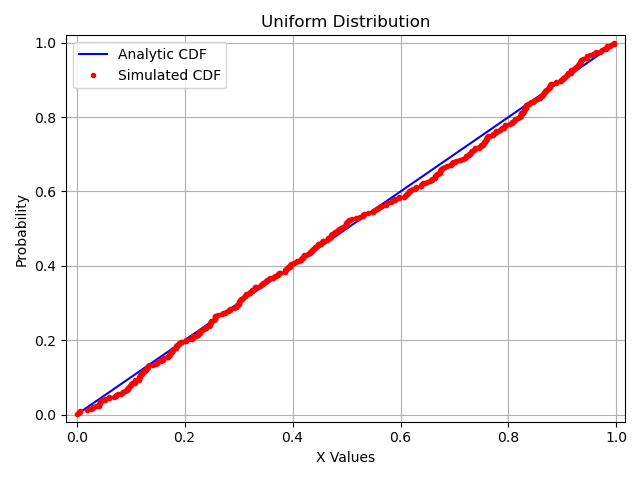 Uniform Distribution
Analytic CDF
Simulated CDF
Probability
1.0
0.8
0.6
0.4
0.2
0.0
0.0 0.2 0.4 0.6 0.8 1.0
X Values